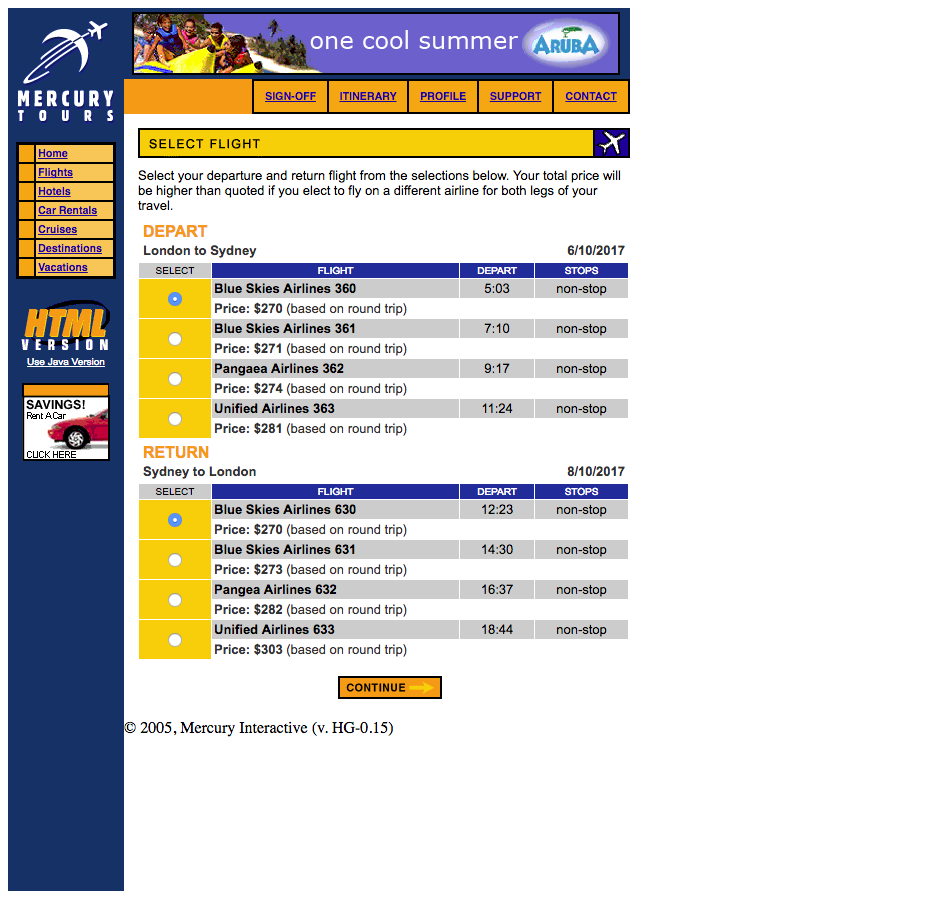 one cool summer ARUBA
MERCURY
TOURS
SIGN-OFF ITINERARY PROFILE SUPPORT CONTACT
Home
Flights
Hotels
Car Rentals
Cruises
Destinations
Vacations
HTML
VERSION
Use Java Version
SAVINGS!
Rent A Car
CLICK HERE
SELECT FLIGHT
Select your departure and return flight from the selections below. Your total price will
be higher than quoted if you elect to fly on a different airline for both legs of your
travel.
DEPART
London to Sydney 6/10/2017
SELECT FLIGHT DEPART STOPS
Blue Skies Airlines 360 5:03 non-stop
Price: $270 (based on round trip)
Blue Skies Airlines 361 7:10 non-stop
Price: $271 (based on round trip)
Pangaea Airlines 362 9:17 non-stop
Price: $274 (based on round trip)
Unified Airlines 363 11:24 non-stop
Price: $281 (based on round trip)
RETURN
Sydney to London 8/10/2017
SELECT FLIGHT DEPART STOPS
Blue Skies Airlines 630 12:23 non-stop
Price: $270 (based on round trip)
Blue Skies Airlines 631 14:30 non-stop
Price: $273 (based on round trip)
Pangea Airlines 632 16:37 non-stop
Price: $282 (based on round trip)
Unified Airlines 633 18:44 non-stop
Price: $303 (based on round trip)
CONTINUE
© 2005, Mercury Interactive (v. HG-0.15)